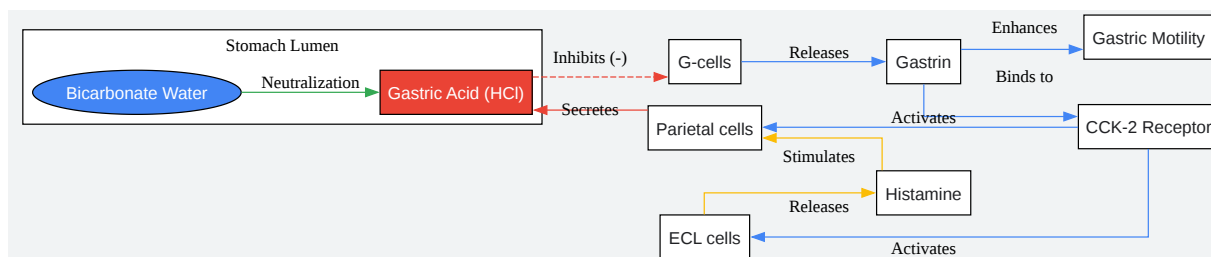 Stomach Lumen
Bicarbonate Water
Neutralization
Gastric Acid (HCl)
Inhibits (-)
G-cells
Releases
Gastrin
Enhances
Gastric Motility
Binds to
CCK-2 Receptor
Secretes
Parietal cells
Activates
Stimulates
Histamine
Releases
ECL cells
Activates